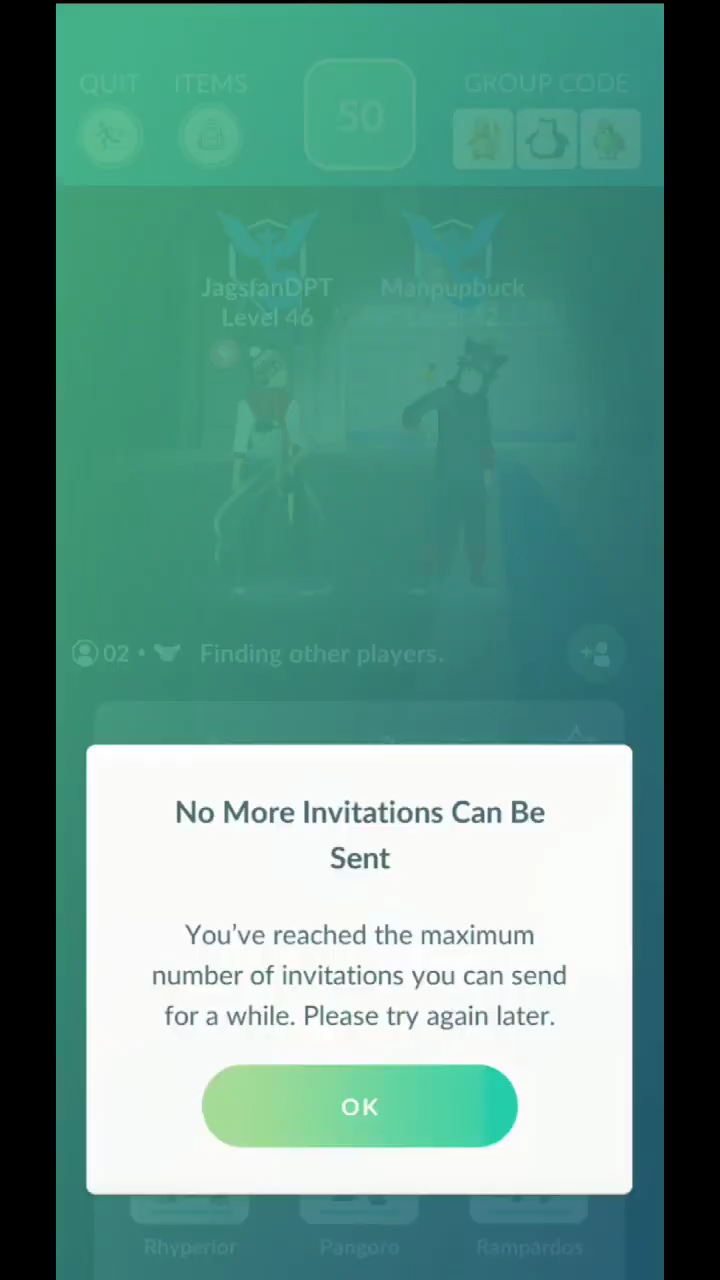 QUIT ITEMS 50 GROUP CODE
JagsfanDPT Manpupbuck
Level 46 Level 42
02 • Finding other players.
No More Invitations Can Be
Sent
You’ve reached the maximum
number of invitations you can send
for a while. Please try again later.
OK
Rhyperior Pangoro Rampardos